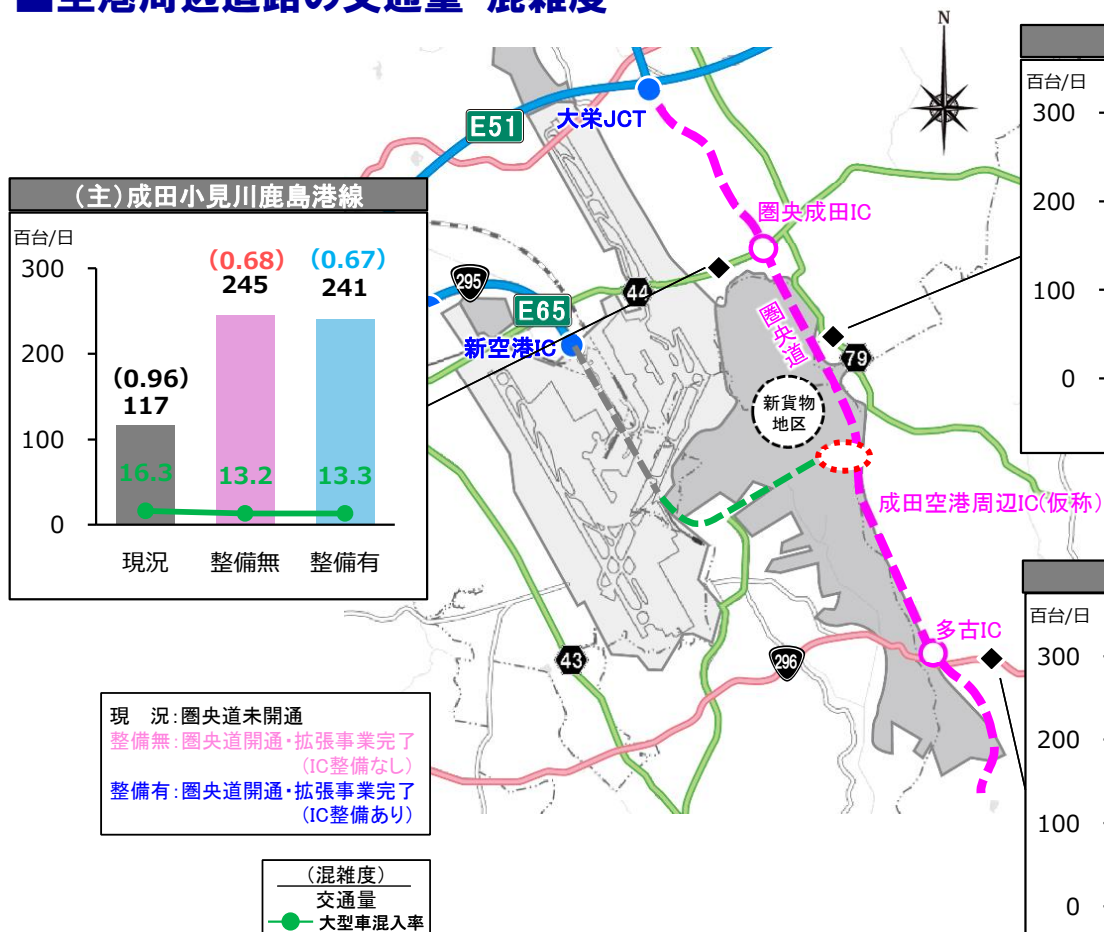 ■空港周辺道路の交通量・混雑度
N
(主)成田小見川鹿島港線
百台/日
300
200
100
0
(0.96)
117
(0.68)
245
(0.67)
241
16.3
13.2
13.3
現況
整備無
整備有
大栄JCT
E51
圏央成田IC
295
44
E65
新空港IC
圏央道
79
新貨物
地区
成田空港周辺IC(仮称)
多古IC
43
296
百台/日
300
200
100
0
百台/日
300
200
100
0
現 況:圏央道未開通
整備無:圏央道開通・拡張事業完了
(IC整備なし)
整備有:圏央道開通・拡張事業完了
(IC整備あり)
(混雑度)
交通量
大型車混入率